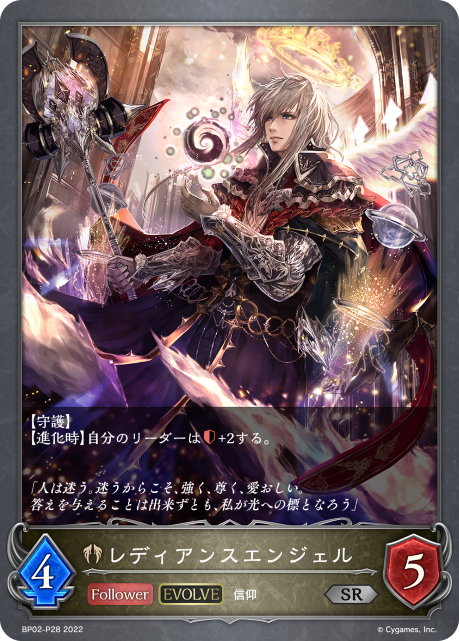 【守護】
【進化時】自分のリーダーは+2する。
「人は迷う。迷うからこそ、強く、尊く、愛おしい。
答えを与えることは出来ずとも、私が光への標となろう」
レディアンスエンジェル
4
5
Follower EVOLVE 信仰 SR
BP02-P28 2022 © Cygames, Inc.